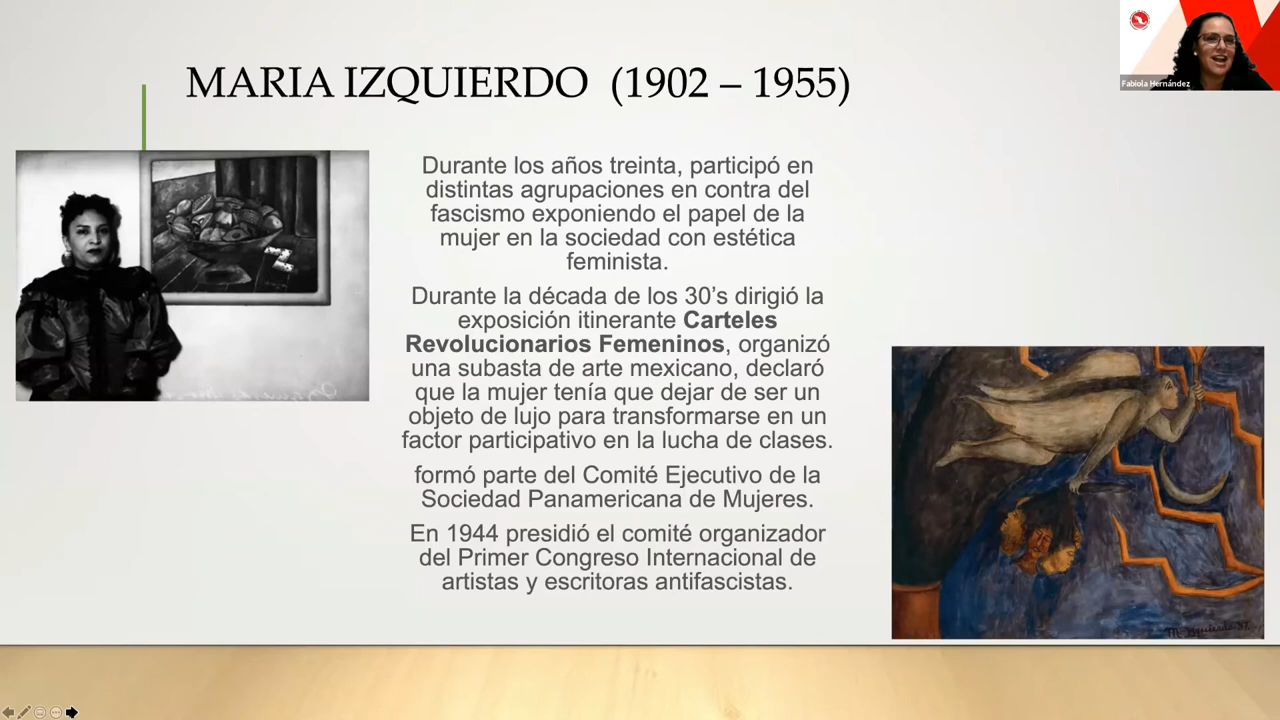 MARIA IZQUIERDO (1902 – 1955)
Fabiola Hernández
Durante los años treinta, participó en
distintas agrupaciones en contra del
fascismo exponiendo el papel de la
mujer en la sociedad con estética
feminista.
Durante la década de los 30’s dirigió la
exposición itinerante Carteles
Revolucionarios Femeninos, organizó
una subasta de arte mexicano, declaró
que la mujer tenía que dejar de ser un
objeto de lujo para transformarse en un
factor participativo en la lucha de clases.
formó parte del Comité Ejecutivo de la
Sociedad Panamericana de Mujeres.
En 1944 presidió el comité organizador
del Primer Congreso Internacional de
artistas y escritoras antifascistas.